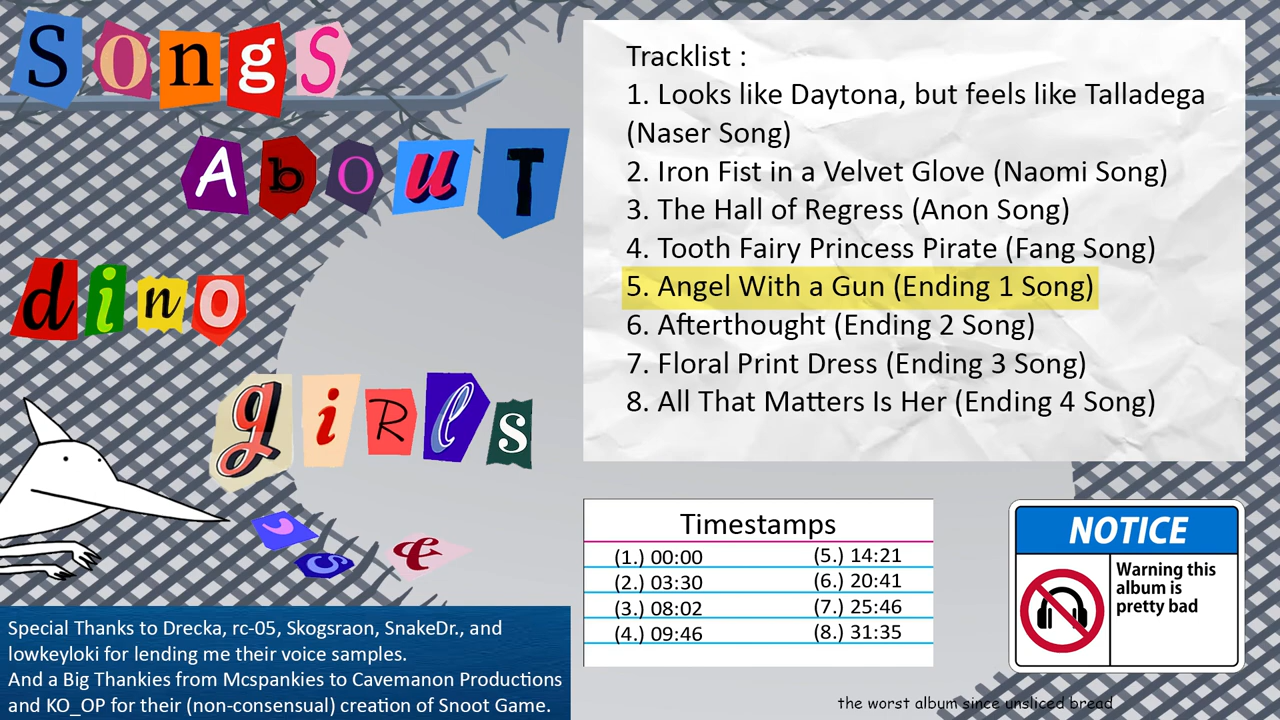 Songs
AbouT
dino
giRls
J
S &
Tracklist :
1. Looks like Daytona, but feels like Talladega
(Naser Song)
2. Iron Fist in a Velvet Glove (Naomi Song)
3. The Hall of Regress (Anon Song)
4. Tooth Fairy Princess Pirate (Fang Song)
5. Angel With a Gun (Ending 1 Song)
6. Afterthought (Ending 2 Song)
7. Floral Print Dress (Ending 3 Song)
8. All That Matters Is Her (Ending 4 Song)
Timestamps
(1.) 00:00 (5.) 14:21
(2.) 03:30 (6.) 20:41
(3.) 08:02 (7.) 25:46
(4.) 09:46 (8.) 31:35
NOTICE
Warning this
album is
pretty bad
Special Thanks to Drecka, rc-05, Skogsraon, SnakeDr., and
lowkeyloki for lending me their voice samples.
And a Big Thankies from Mcspankies to Cavemanon Productions
and KO_OP for their (non-consensual) creation of Snoot Game.
the worst album since unsliced bread